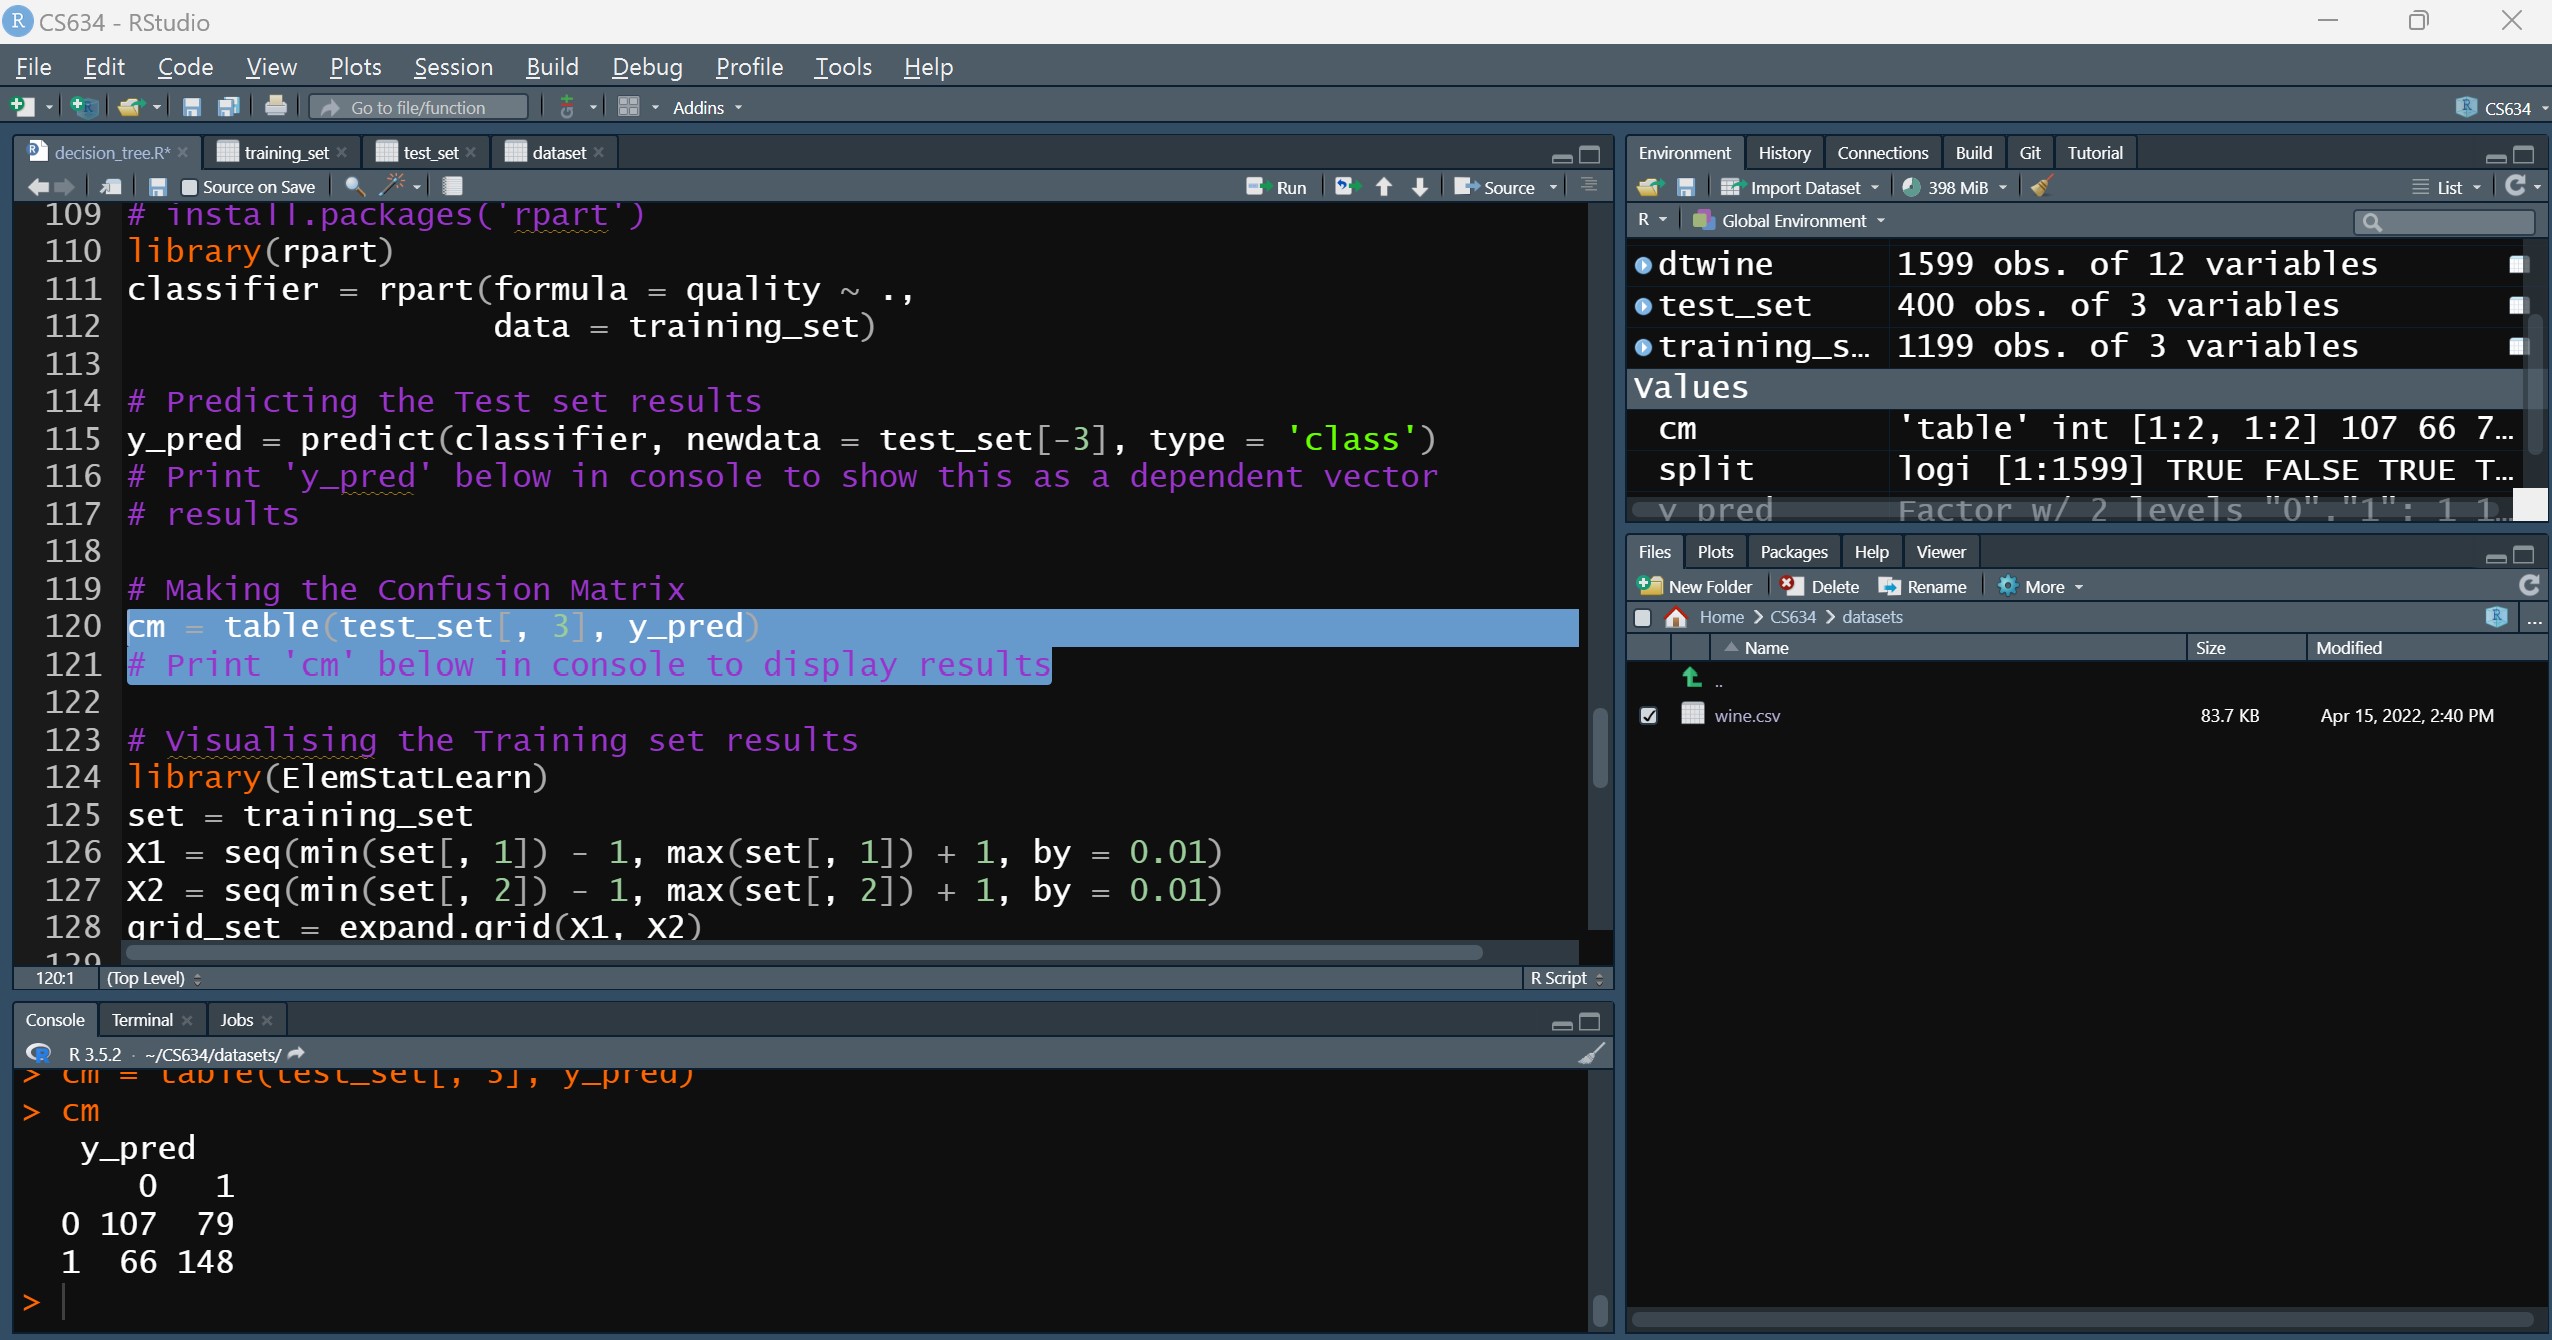 CS634 - RStudio
File Edit Code View Plots Session Build Debug Profile Tools Help
Go to file/function Addins CS634
decision_tree.R* training_set test_set dataset
Source on Save Run Source
109 # install.packages('rpart')
110 library(rpart)
111 classifier = rpart(formula = quality ~ .,
112 data = training_set)
113
114 # Predicting the Test set results
115 y_pred = predict(classifier, newdata = test_set[-3], type = 'class')
116 # Print 'y_pred' below in console to show this as a dependent vector
117 # results
118
119 # Making the Confusion Matrix
120 cm = table(test_set[, 3], y_pred)
121 # Print 'cm' below in console to display results
122
123 # Visualising the Training set results
124 library(ElemStatLearn)
125 set = training_set
126 X1 = seq(min(set[, 1]) - 1, max(set[, 1]) + 1, by = 0.01)
127 X2 = seq(min(set[, 2]) - 1, max(set[, 2]) + 1, by = 0.01)
128 grid_set = expand.grid(X1, X2)
129
120:1 (Top Level) R Script
Console Terminal Jobs
R 3.5.2 · ~/CS634/datasets/
> cm = table(test_set[, 3], y_pred)
> cm
y_pred
0 1
0 107 79
1 66 148
>
Environment History Connections Build Git Tutorial
Import Dataset 398 MiB List
R Global Environment
dtwine 1599 obs. of 12 variables
test_set 400 obs. of 3 variables
training_s… 1199 obs. of 3 variables
Values
cm 'table' int [1:2, 1:2] 107 66 7…
split logi [1:1599] TRUE FALSE TRUE T…
y_pred Factor w/ 2 levels "0","1": 1 1…
Files Plots Packages Help Viewer
New Folder Delete Rename More
Home CS634 datasets ...
Name Size Modified
..
wine.csv 83.7 KB Apr 15, 2022, 2:40 PM